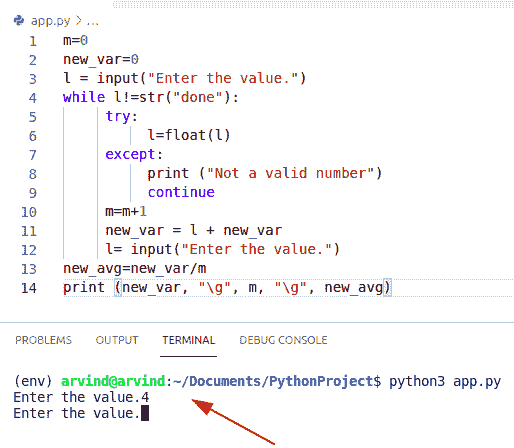 app.py > ...
1 m=0
2 new_var=0
3 l = input("Enter the value.")
4 while l!=str("done"):
5 try:
6 l=float(l)
7 except:
8 print ("Not a valid number")
9 continue
10 m=m+1
11 new_var = l + new_var
12 l= input("Enter the value.")
13 new_avg=new_var/m
14 print (new_var, "\g", m, "\g", new_avg)
PROBLEMS OUTPUT TERMINAL DEBUG CONSOLE
(env) arvind@arvind:~/Documents/PythonProject$ python3 app.py
Enter the value.4
Enter the value.